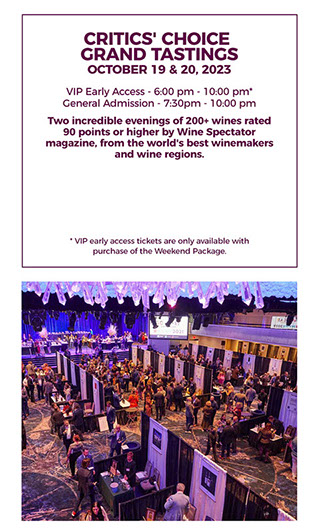 CRITICS' CHOICE
GRAND TASTINGS
OCTOBER 19 & 20, 2023
VIP Early Access - 6:00 pm - 10:00 pm*
General Admission - 7:30pm - 10:00 pm
Two incredible evenings of 200+ wines rated
90 points or higher by Wine Spectator
magazine, from the world's best winemakers
and wine regions.
* VIP early access tickets are only available with
purchase of the Weekend Package.